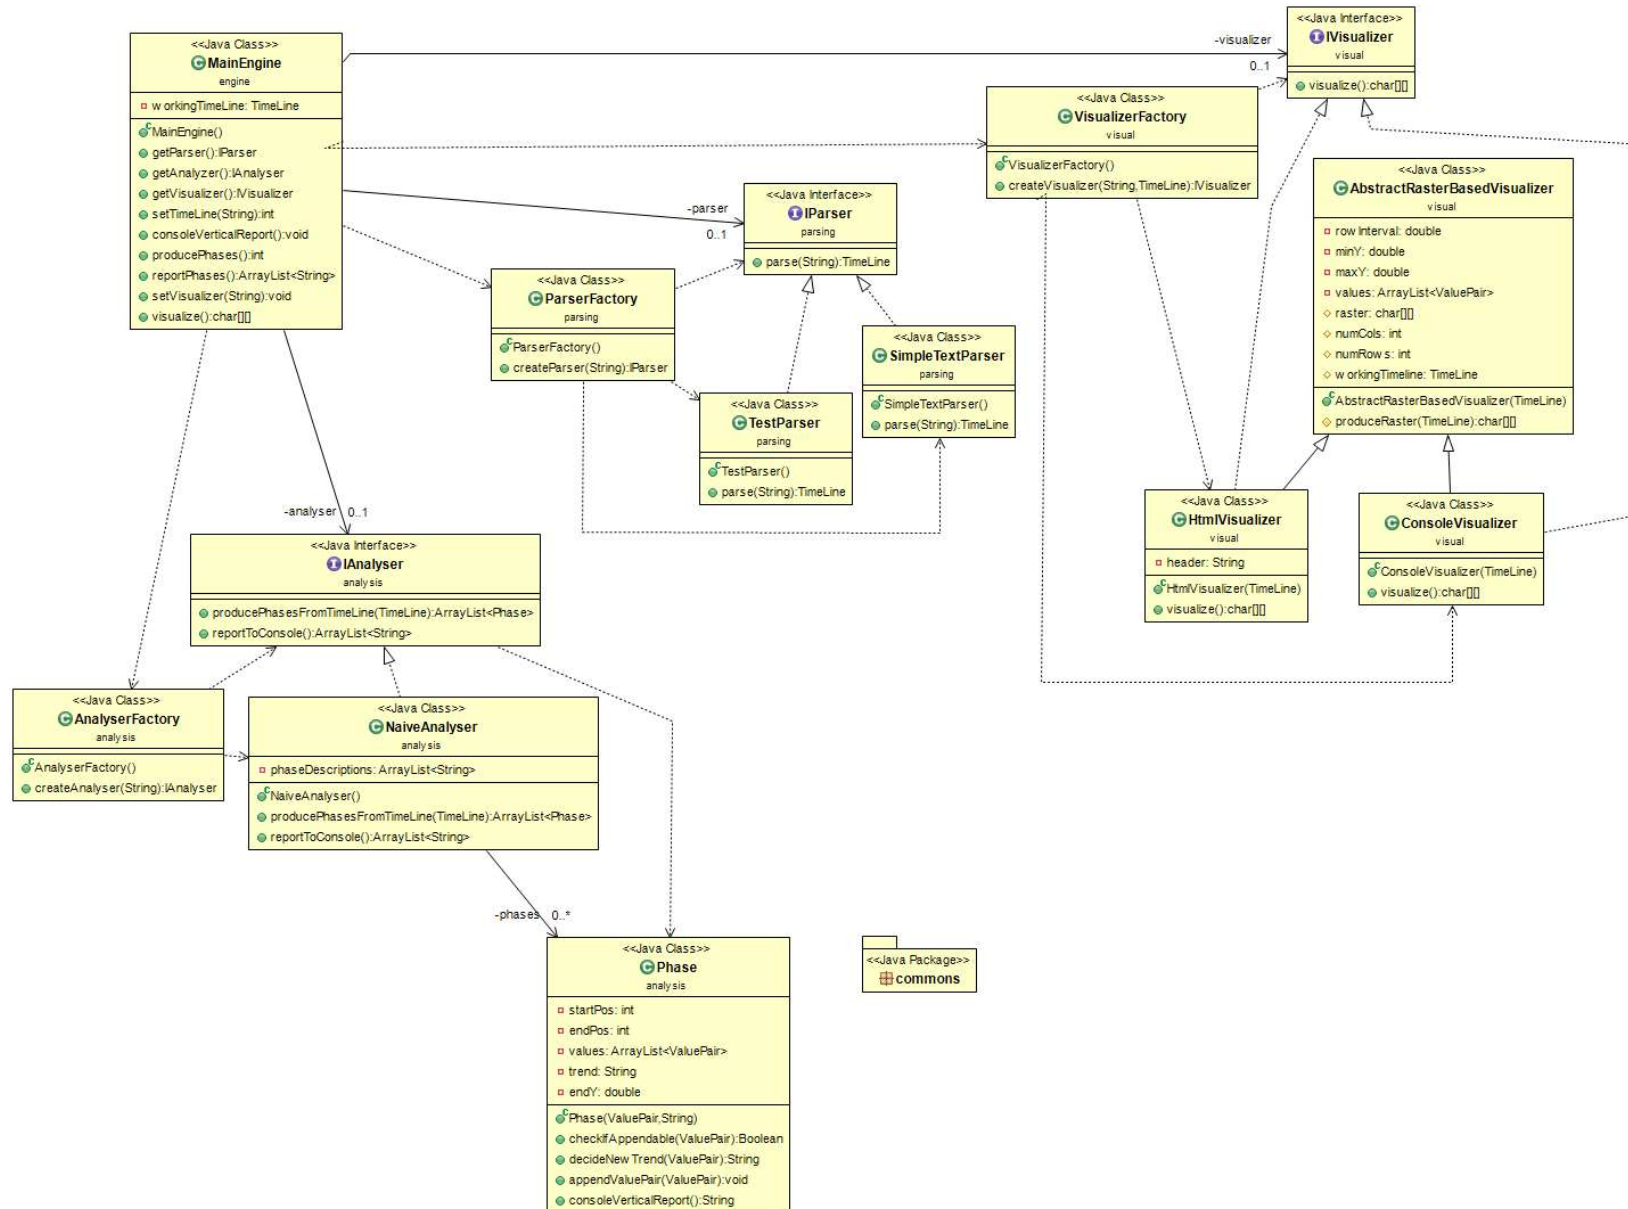 <<Java Class>>
MainEngine
engine
workingTimeLine: TimeLine
MainEngine()
getParser():IParser
getAnalyzer():IAnalyser
getVisualizer():IVisualizer
setTimeLine(String):int
consoleVerticalReport():void
producePhases():int
reportPhases():ArrayList<String>
setVisualizer(String):void
visualize():char[][]
-visualizer
0..1
<<Java Interface>>
IVisualizer
visual
visualize():char[][]
<<Java Class>>
VisualizerFactory
visual
VisualizerFactory()
createVisualizer(String,TimeLine):IVisualizer
<<Java Class>>
AbstractRasterBasedVisualizer
visual
rowInterval: double
minY: double
maxY: double
values: ArrayList<ValuePair>
raster: char[][]
numCols: int
numRows: int
workingTimeline: TimeLine
AbstractRasterBasedVisualizer(TimeLine)
produceRaster(TimeLine):char[][]
-parser
0..1
<<Java Interface>>
IParser
parsing
parse(String):TimeLine
<<Java Class>>
ParserFactory
parsing
ParserFactory()
createParser(String):IParser
<<Java Class>>
SimpleTextParser
parsing
SimpleTextParser()
parse(String):TimeLine
<<Java Class>>
TestParser
parsing
TestParser()
parse(String):TimeLine
<<Java Class>>
HtmlVisualizer
visual
header: String
HtmlVisualizer(TimeLine)
visualize():char[][]
<<Java Class>>
ConsoleVisualizer
visual
ConsoleVisualizer(TimeLine)
visualize():char[][]
-analyser 0..1
<<Java Interface>>
IAnalyser
analysis
producePhasesFromTimeLine(TimeLine):ArrayList<Phase>
reportToConsole():ArrayList<String>
<<Java Class>>
AnalyserFactory
analysis
AnalyserFactory()
createAnalyser(String):IAnalyser
<<Java Class>>
NaiveAnalyser
analysis
phaseDescriptions: ArrayList<String>
NaiveAnalyser()
producePhasesFromTimeLine(TimeLine):ArrayList<Phase>
reportToConsole():ArrayList<String>
-phases 0..*
<<Java Class>>
Phase
analysis
startPos: int
endPos: int
values: ArrayList<ValuePair>
trend: String
endY: double
Phase(ValuePair,String)
checkIfAppendable(ValuePair):Boolean
decideNewTrend(ValuePair):String
appendValuePair(ValuePair):void
consoleVerticalReport():String
<<Java Package>>
commons